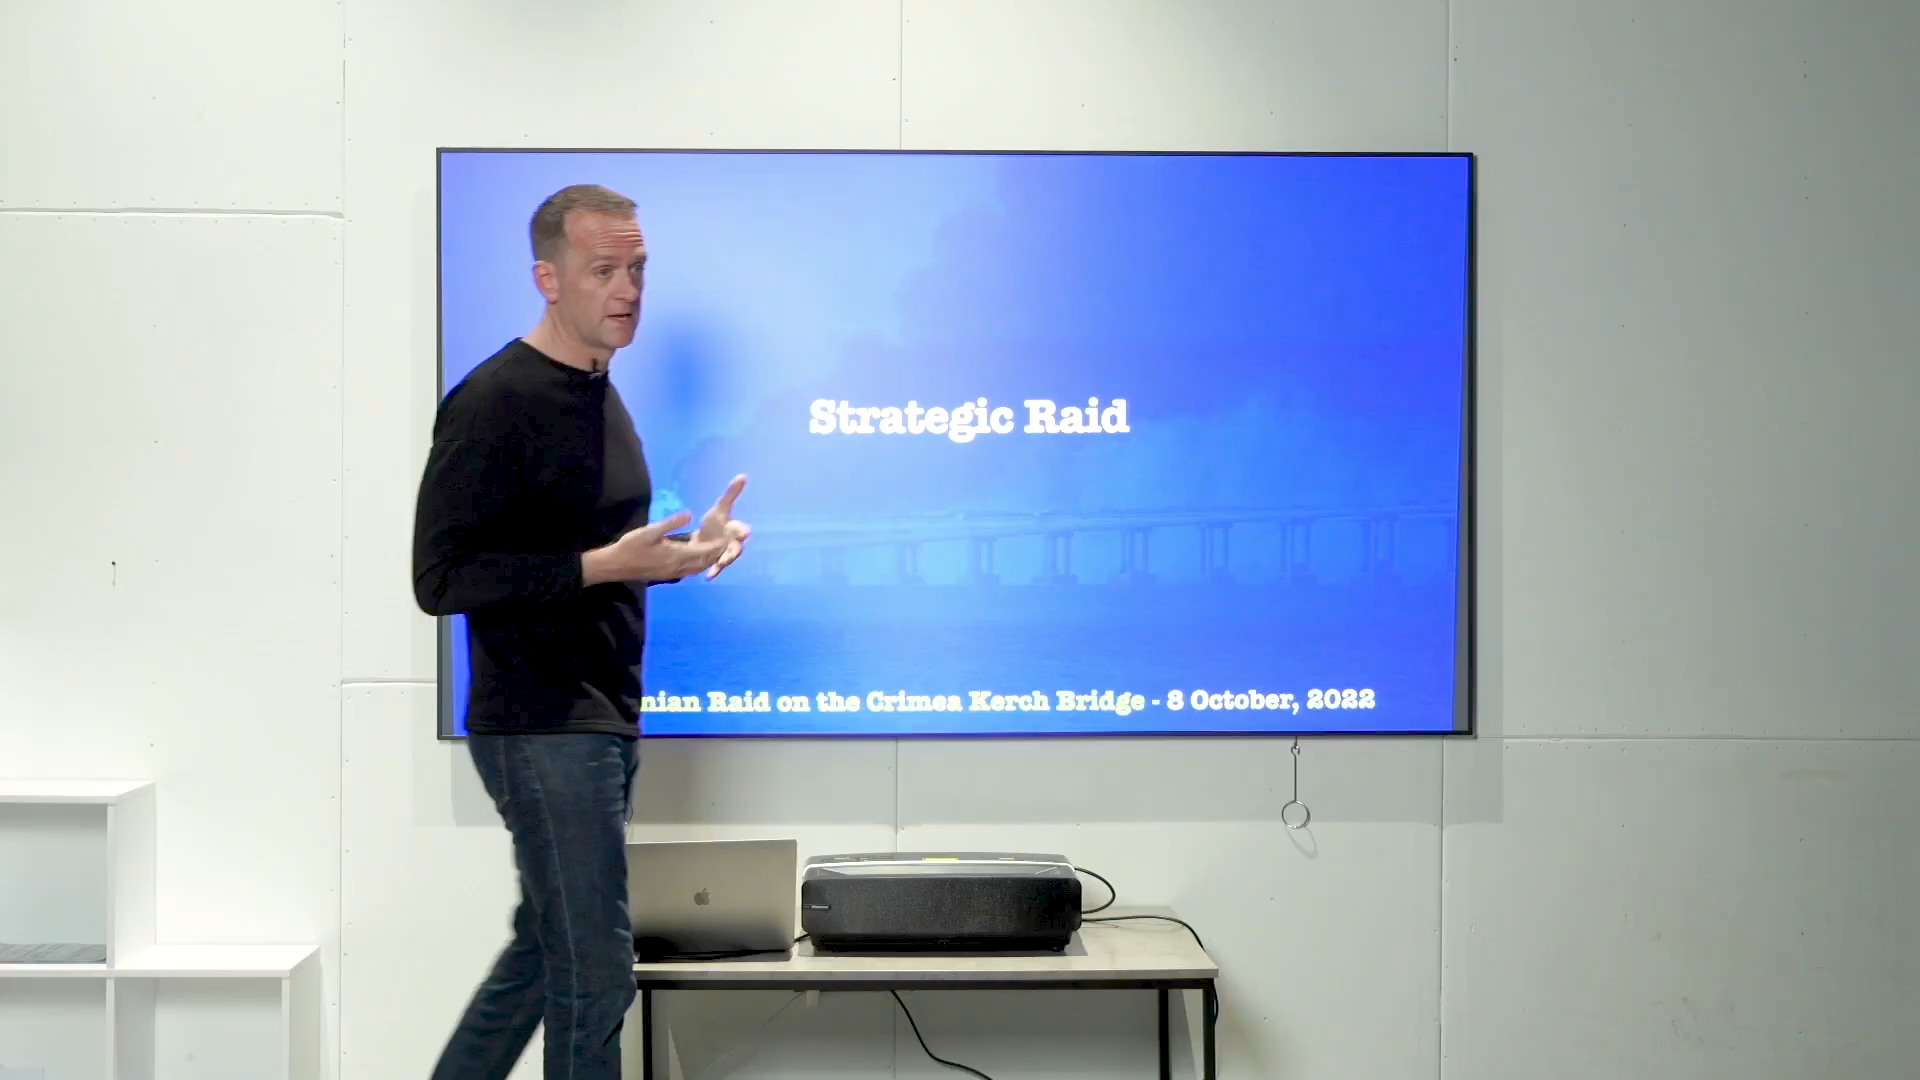 Strategic Raid
nian Raid on the Crimea Kerch Bridge - 8 October, 2022